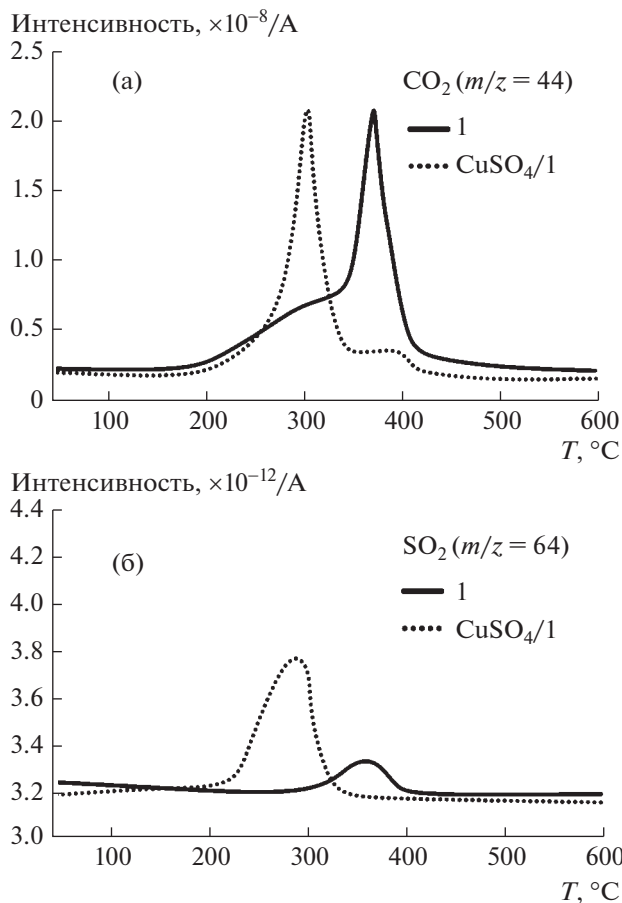 Интенсивность, ×10⁻⁸/A
2.5
(а)
CO₂ (m/z = 44)
2.0
1
CuSO₄/1
1.5
1.0
0.5
0
100 200 300 400 500 600
T, °C
Интенсивность, ×10⁻¹²/A
4.4
SO₂ (m/z = 64)
4.2
(б)
1
4.0
CuSO₄/1
3.8
3.6
3.4
3.2
3.0
100 200 300 400 500 600
T, °C